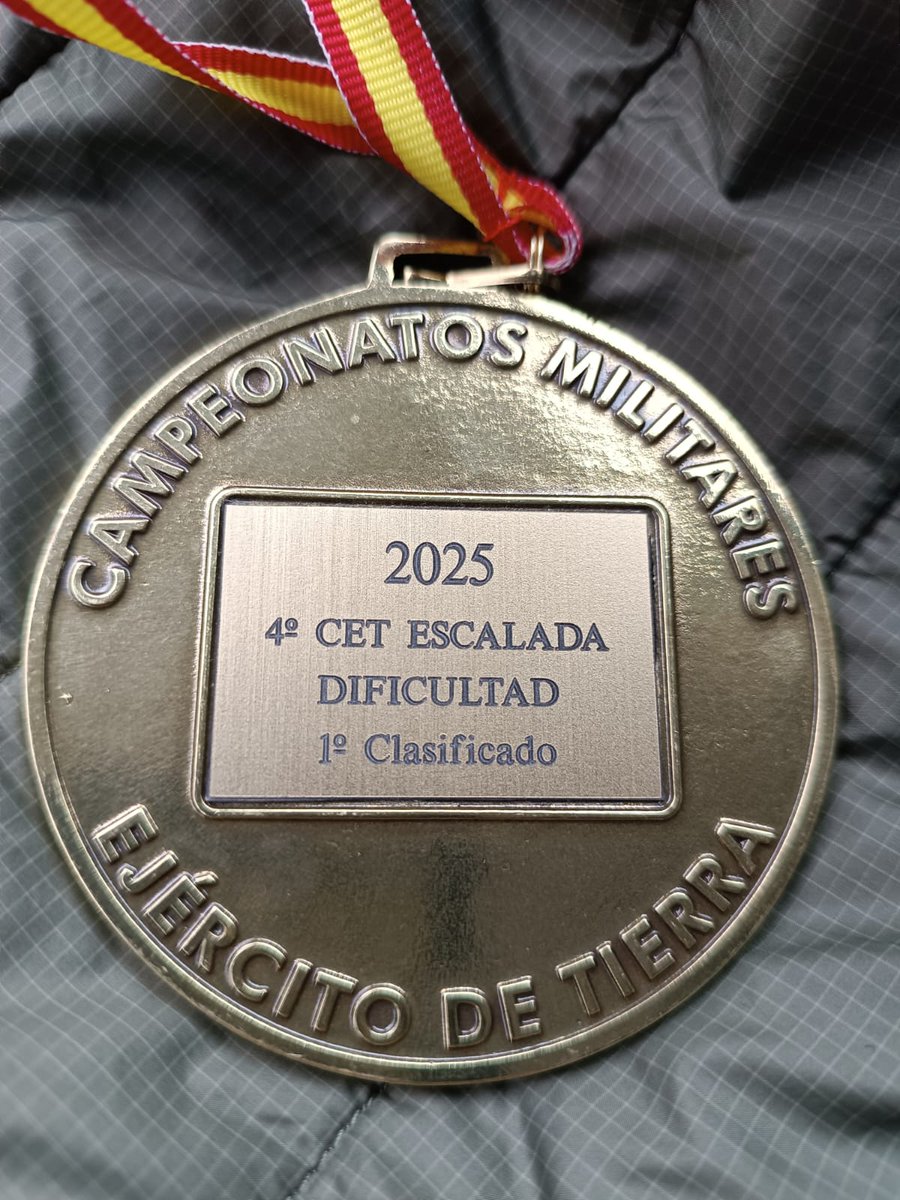 CAMPEONATOS MILITARES
2025
4º CET ESCALADA
DIFICULTAD
1º Clasificado
EJÉRCITO DE TIERRA